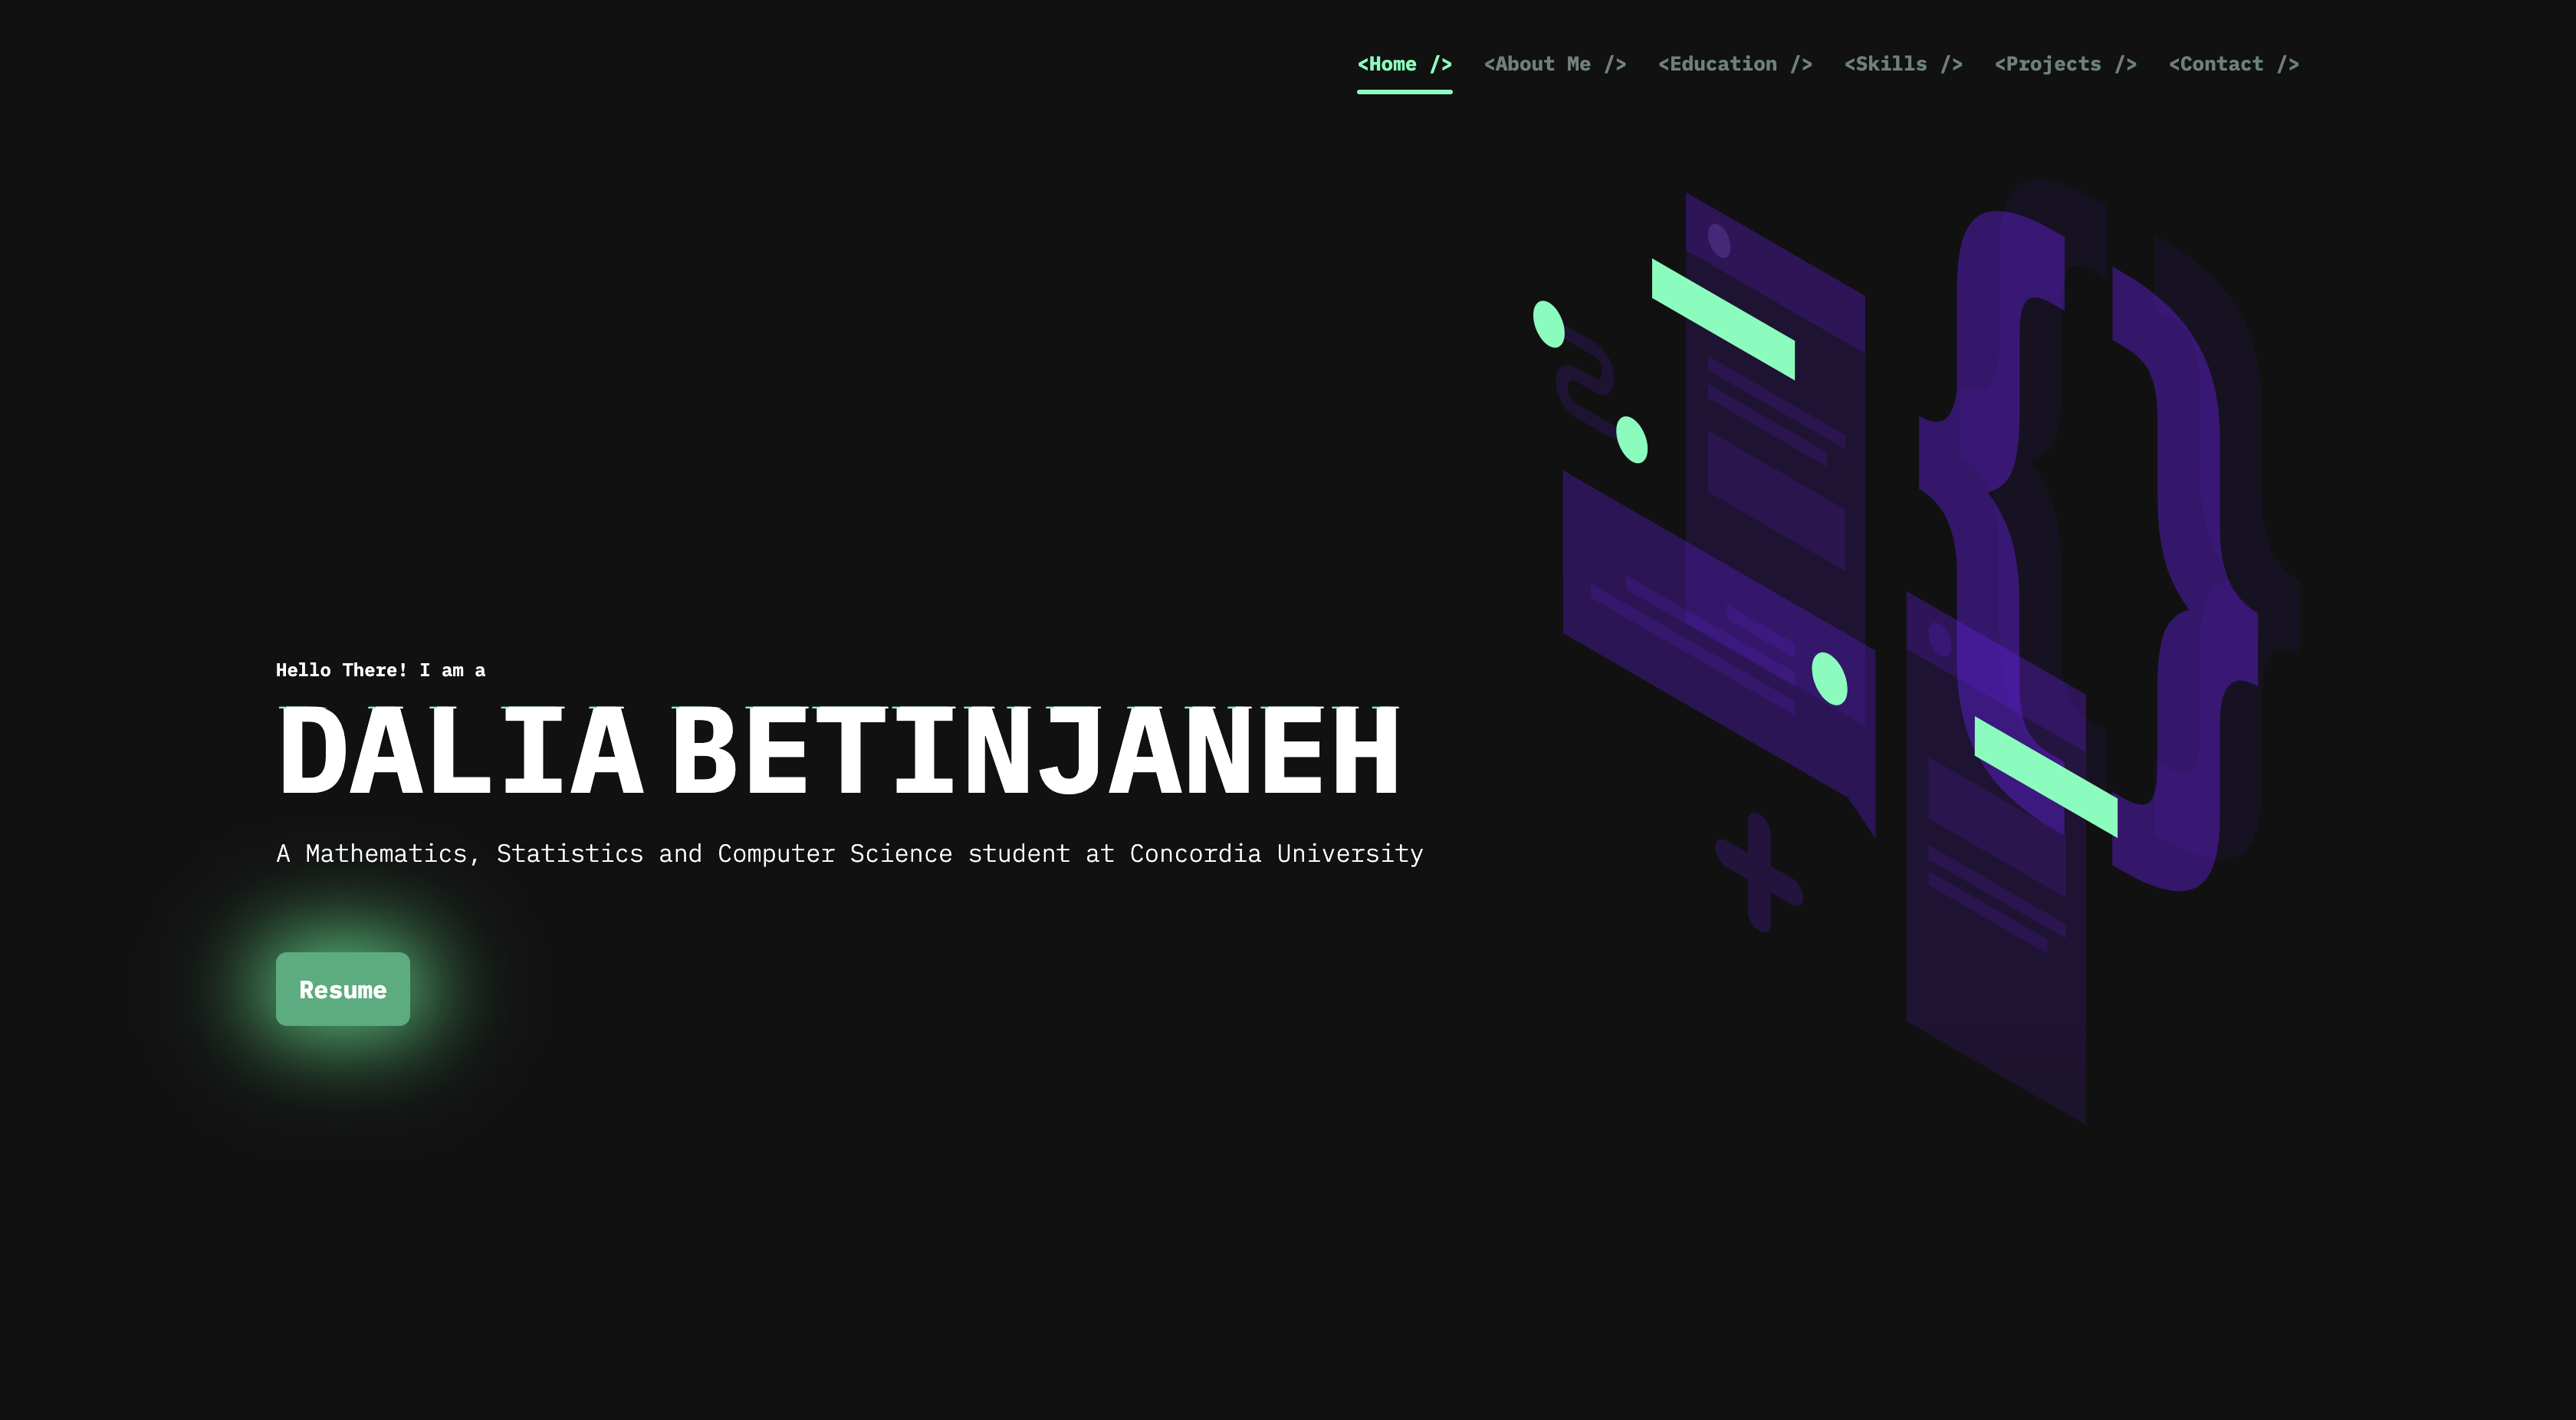 <Home /> <About Me /> <Education /> <Skills /> <Projects /> <Contact />
Hello There! I am a
DALIA BETINJANEH
A Mathematics, Statistics and Computer Science student at Concordia University
Resume